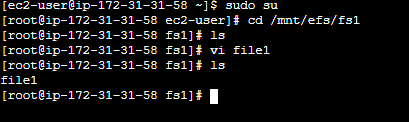 [ec2-user@ip-172-31-31-58 ~]$ sudo su
[root@ip-172-31-31-58 ec2-user]# cd /mnt/efs/fs1
[root@ip-172-31-31-58 fs1]# ls
[root@ip-172-31-31-58 fs1]# vi file1
[root@ip-172-31-31-58 fs1]# ls
file1
[root@ip-172-31-31-58 fs1]#